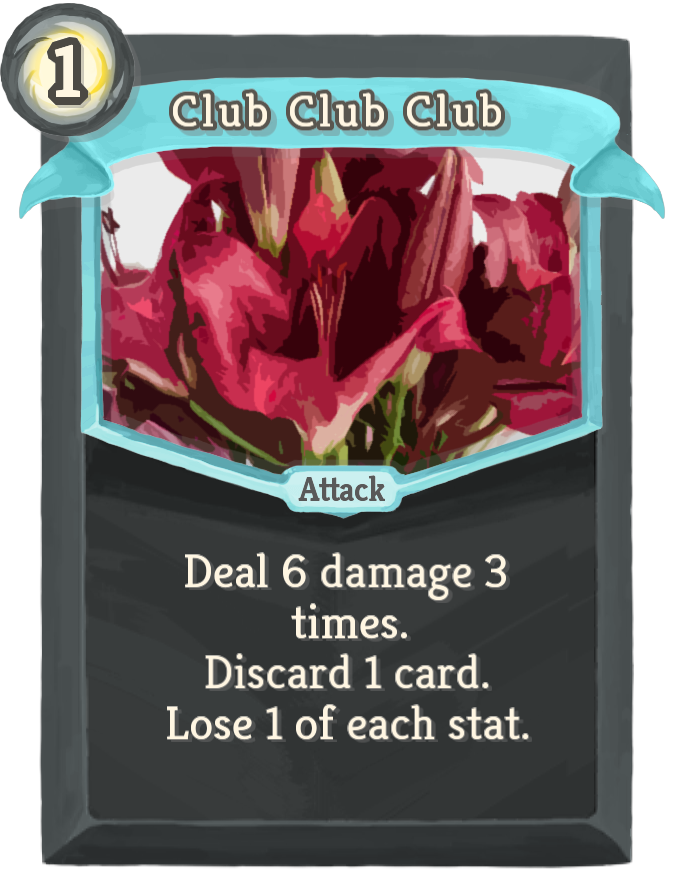 1
Club Club Club
Attack
Deal 6 damage 3
times.
Discard 1 card.
Lose 1 of each stat.